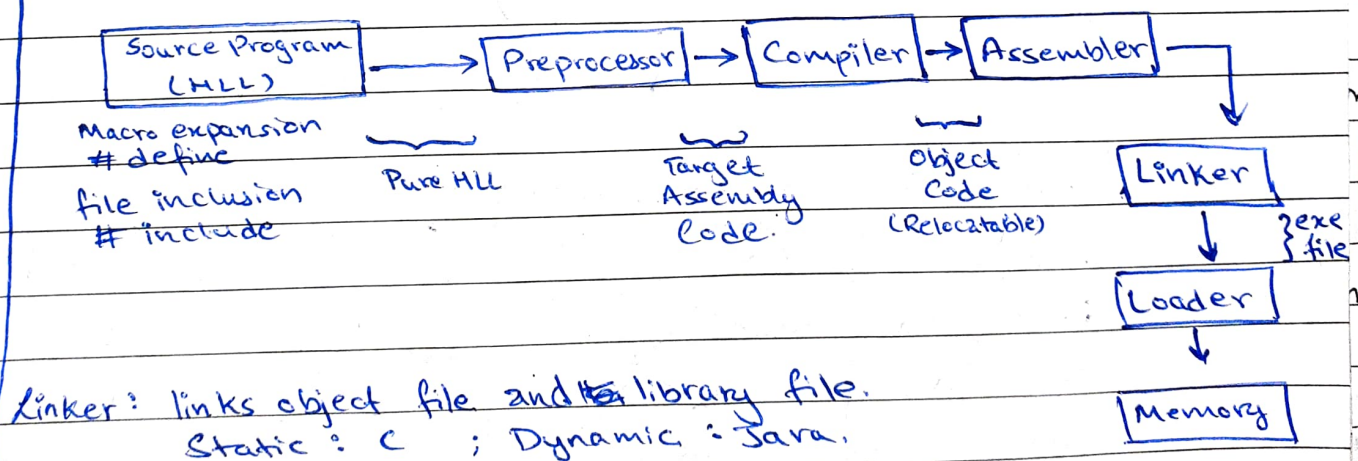 Source Program
(HLL)
Preprocessor
Compiler
Assembler
Macro expansion
# define
file inclusion
# include
Pure HLL
Target
Assembly
Code.
Object
Code
(Relocatable)
Linker
}exe
file
Loader
Memory
Linker: links object file and library file.
Static : C ; Dynamic : Java.